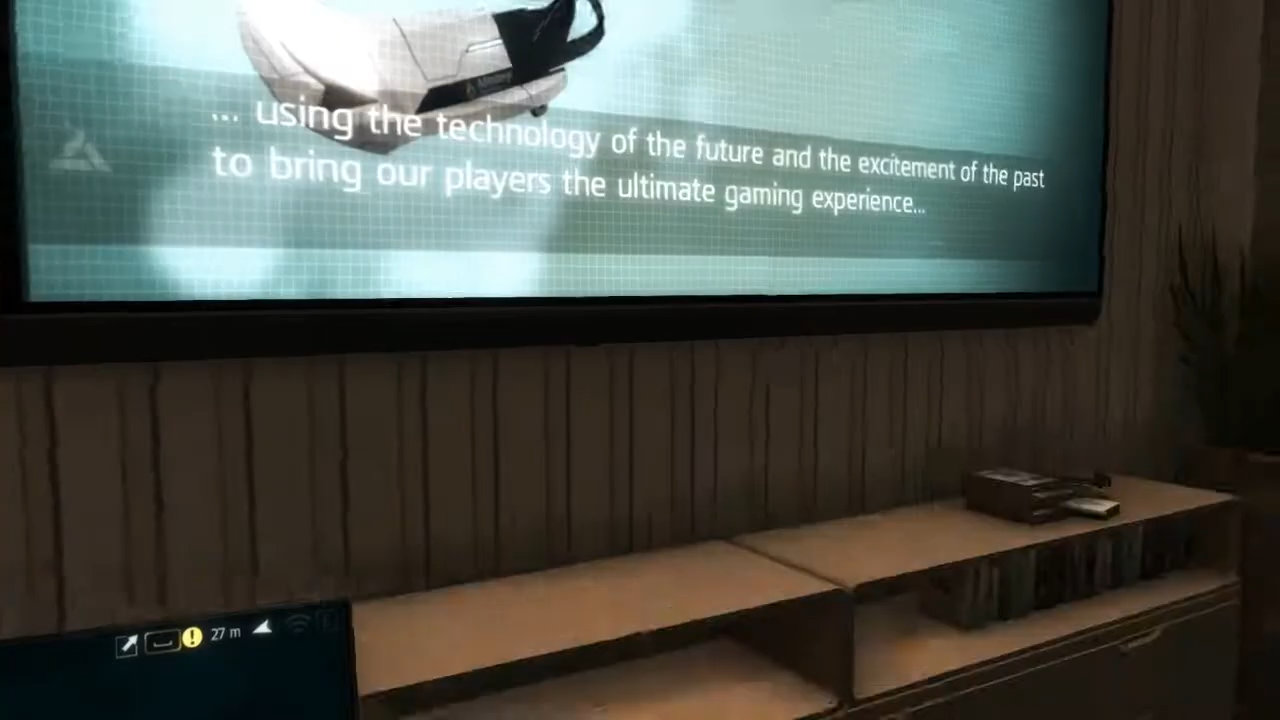 ... using the technology of the future and the excitement of the past
to bring our players the ultimate gaming experience...
27 m